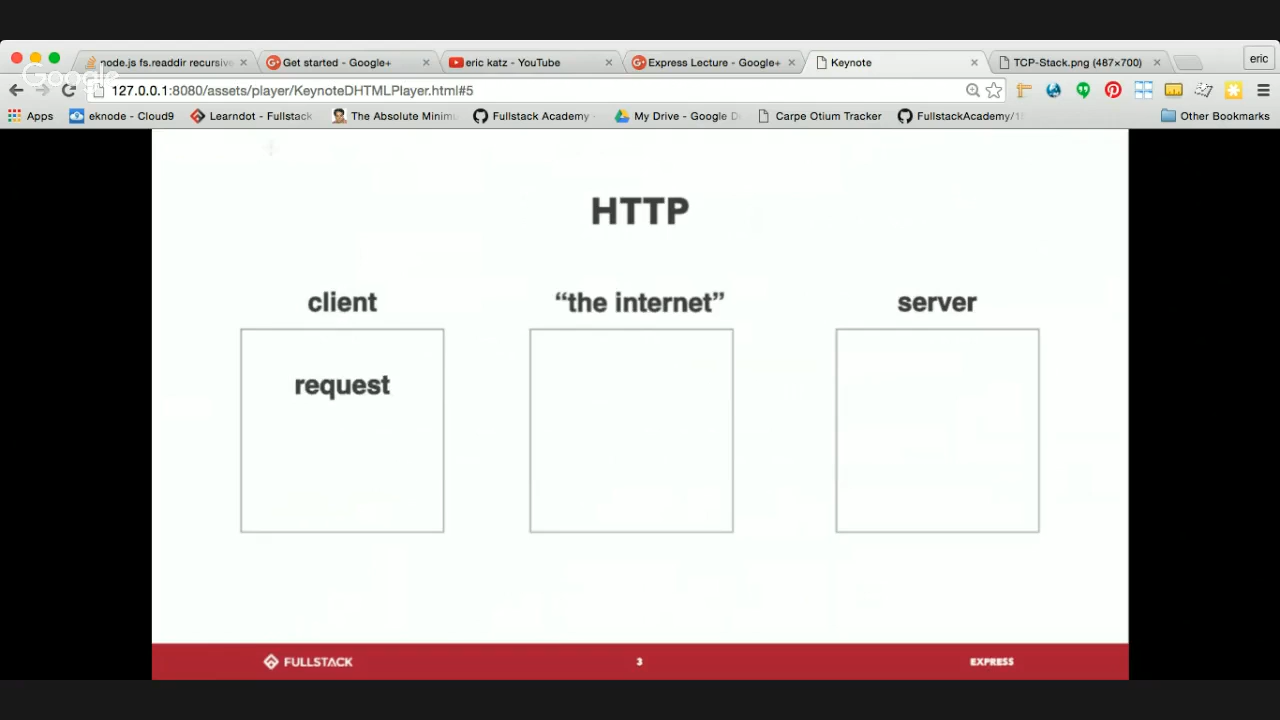 node.js fs.readdir recursive
Get started - Google+
eric katz - YouTube
Express Lecture - Google+
Keynote
TCP-Stack.png (487×700)
eric
Google
127.0.0.1:8080/assets/player/KeynoteDHTMLPlayer.html#5
Apps
eknode - Cloud9
Learndot - Fullstack
The Absolute Minimu
Fullstack Academy
My Drive - Google D
Carpe Otium Tracker
FullstackAcademy/1
Other Bookmarks
HTTP
client
“the internet”
server
request
FULLSTACK
3
EXPRESS